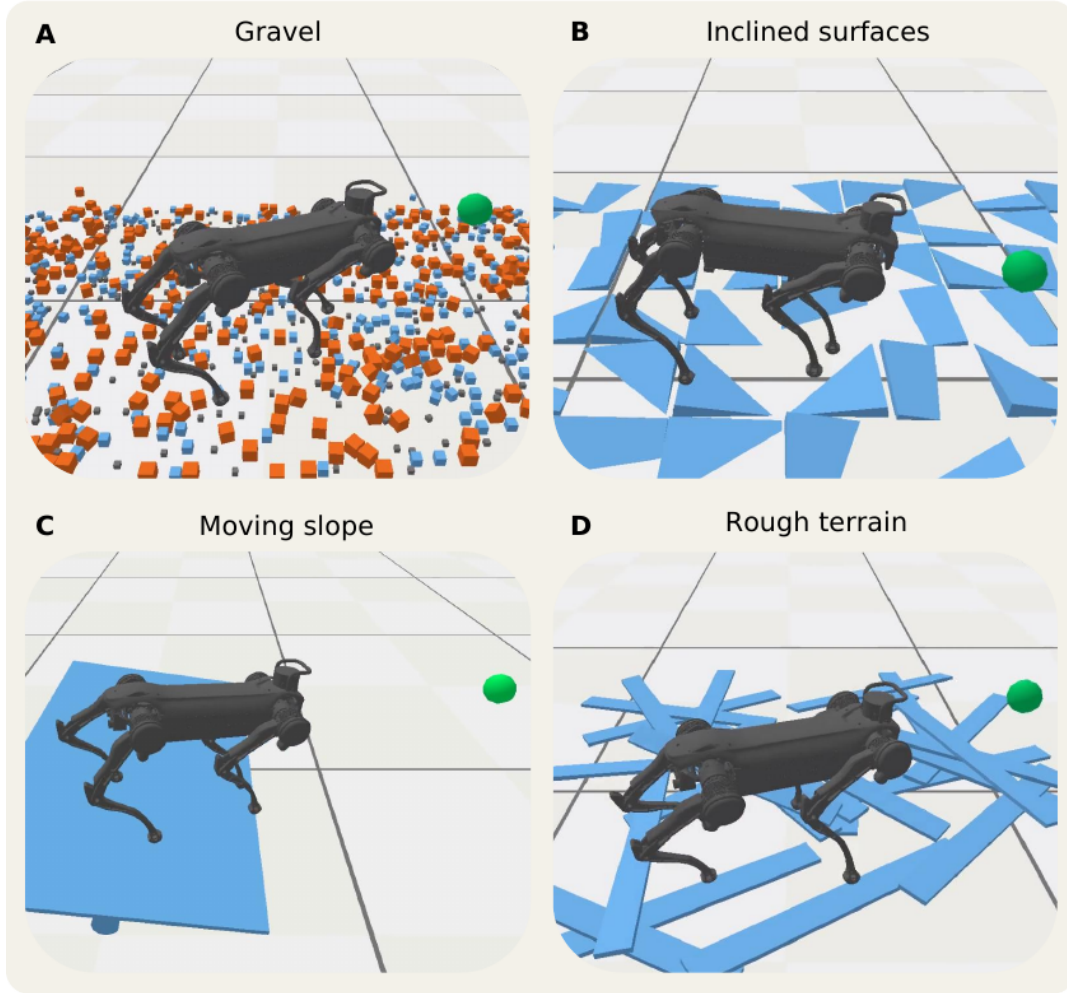 A
Gravel
B
Inclined surfaces
C
Moving slope
D
Rough terrain